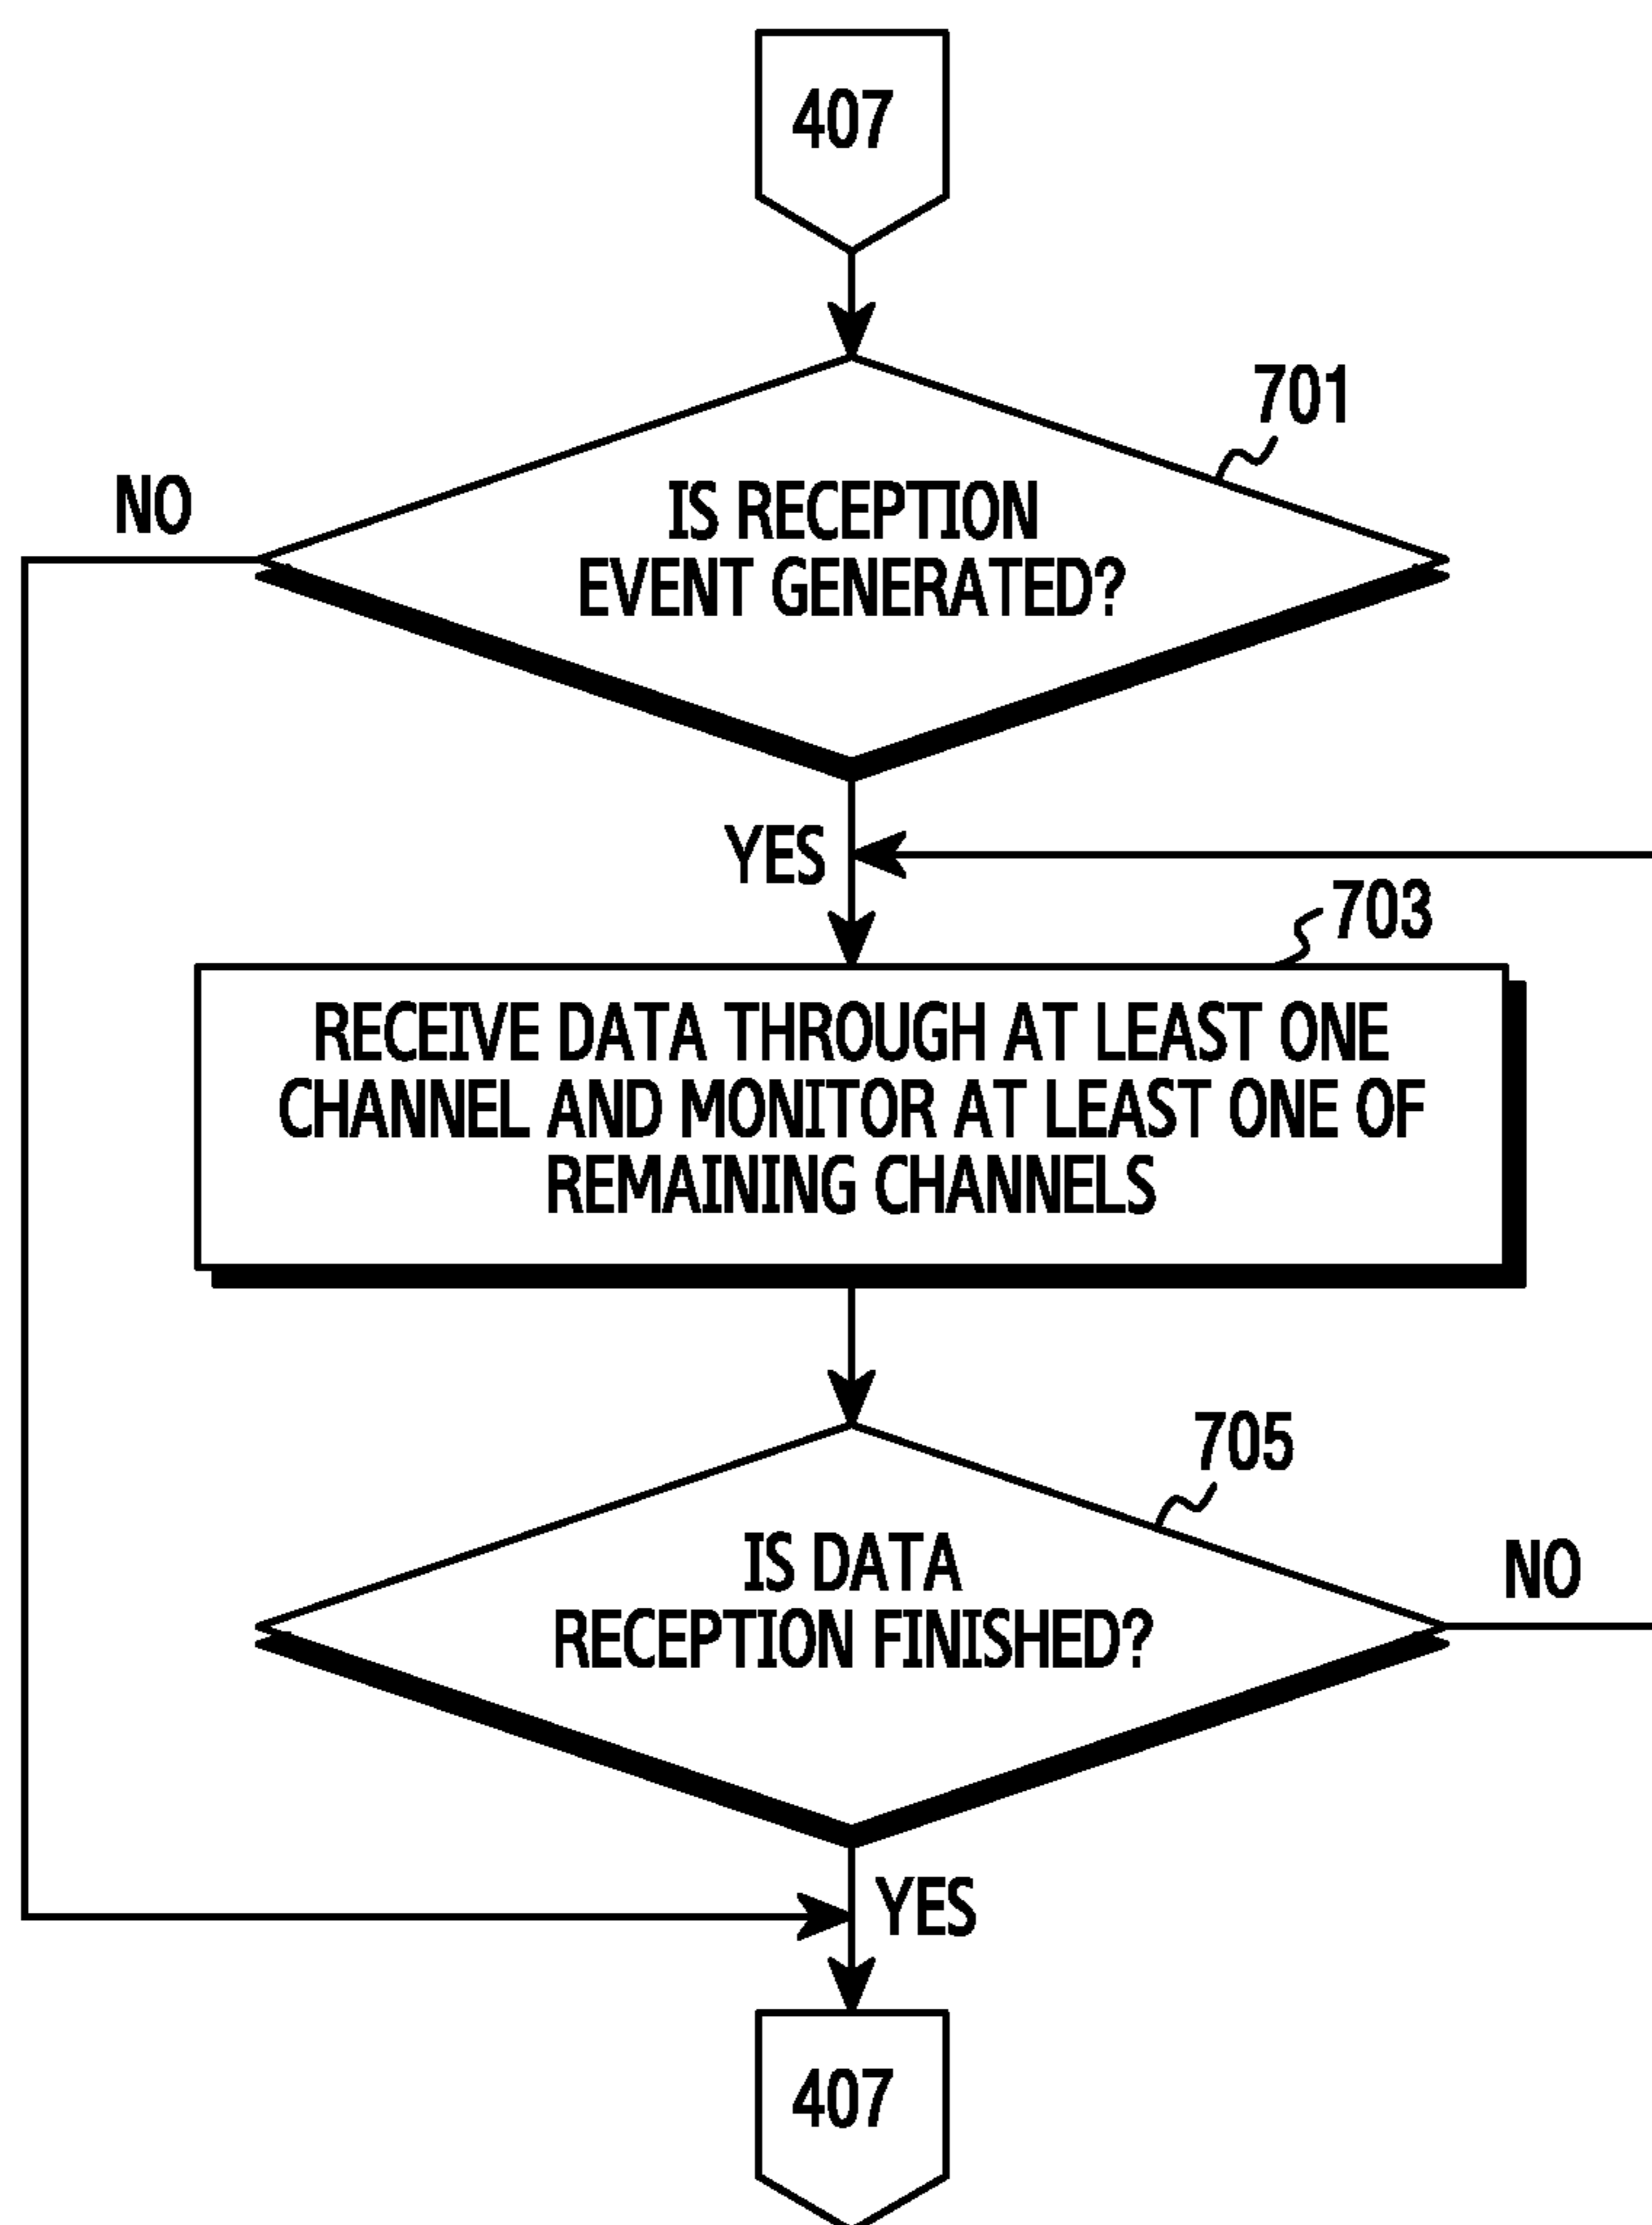 407
701
NO
IS RECEPTION
EVENT GENERATED?
YES
703
RECEIVE DATA THROUGH AT LEAST ONE
CHANNEL AND MONITOR AT LEAST ONE OF
REMAINING CHANNELS
705
NO
IS DATA
RECEPTION FINISHED?
YES
407